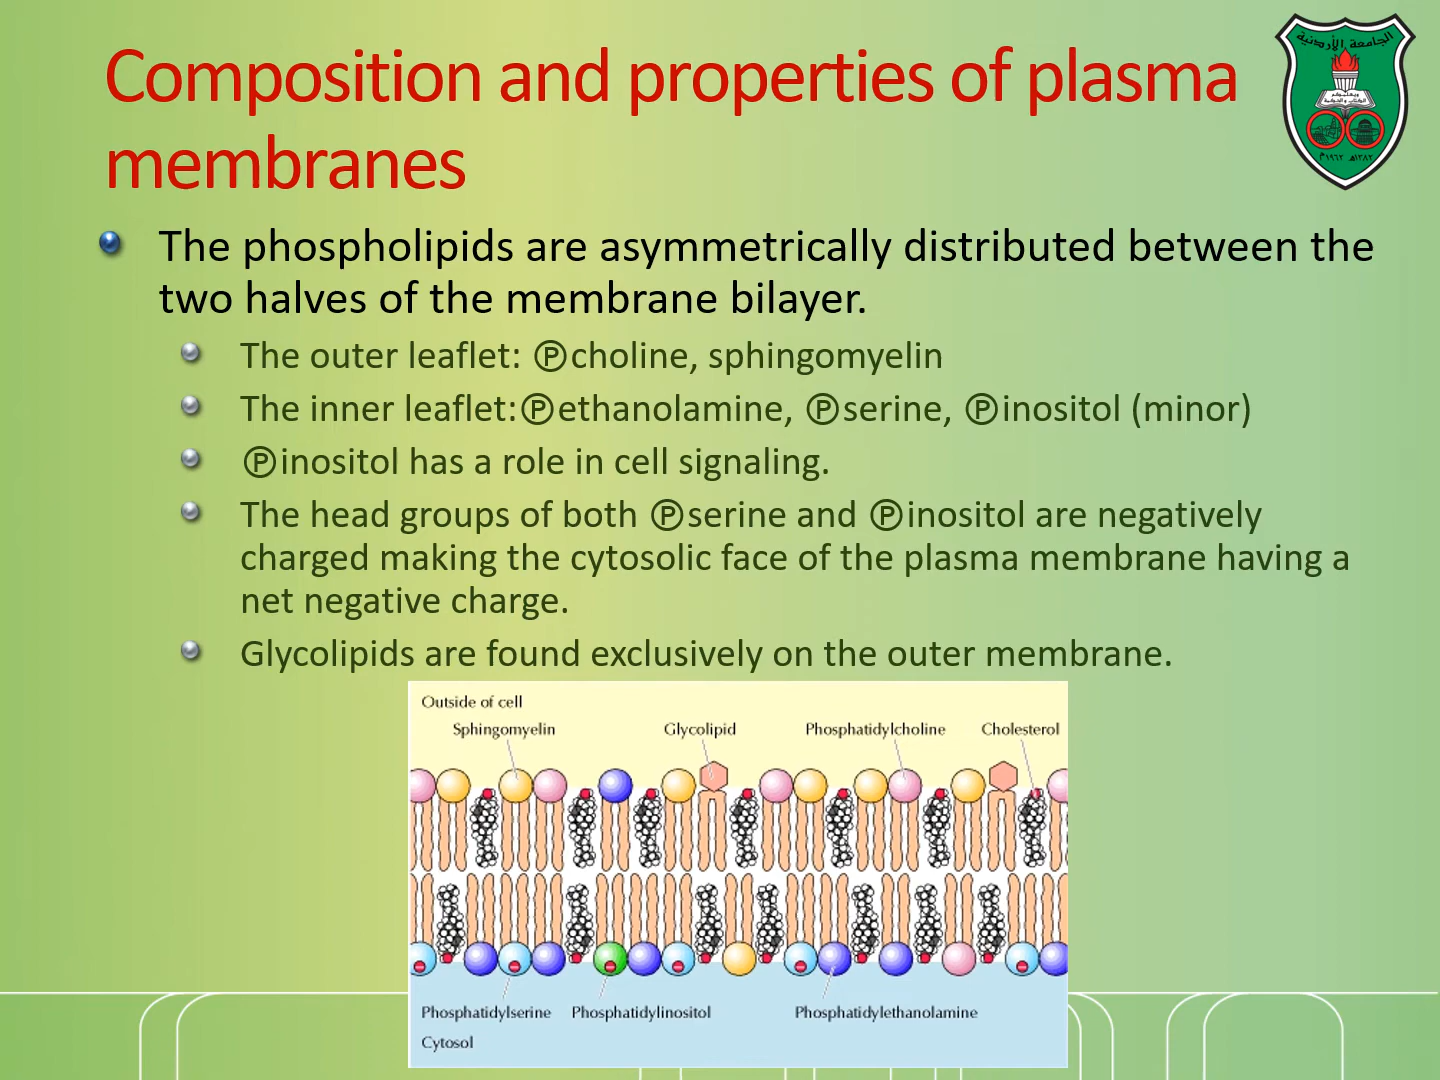 Composition and properties of plasma
membranes
الجامعة الأردنية
The phospholipids are asymmetrically distributed between the
two halves of the membrane bilayer.
The outer leaflet: Ⓟcholine, sphingomyelin
The inner leaflet:Ⓟethanolamine, Ⓟserine, Ⓟinositol (minor)
Ⓟinositol has a role in cell signaling.
The head groups of both Ⓟserine and Ⓟinositol are negatively
charged making the cytosolic face of the plasma membrane having a
net negative charge.
Glycolipids are found exclusively on the outer membrane.
Outside of cell
Sphingomyelin Glycolipid Phosphatidylcholine Cholesterol
Phosphatidylserine Phosphatidylinositol Phosphatidylethanolamine
Cytosol